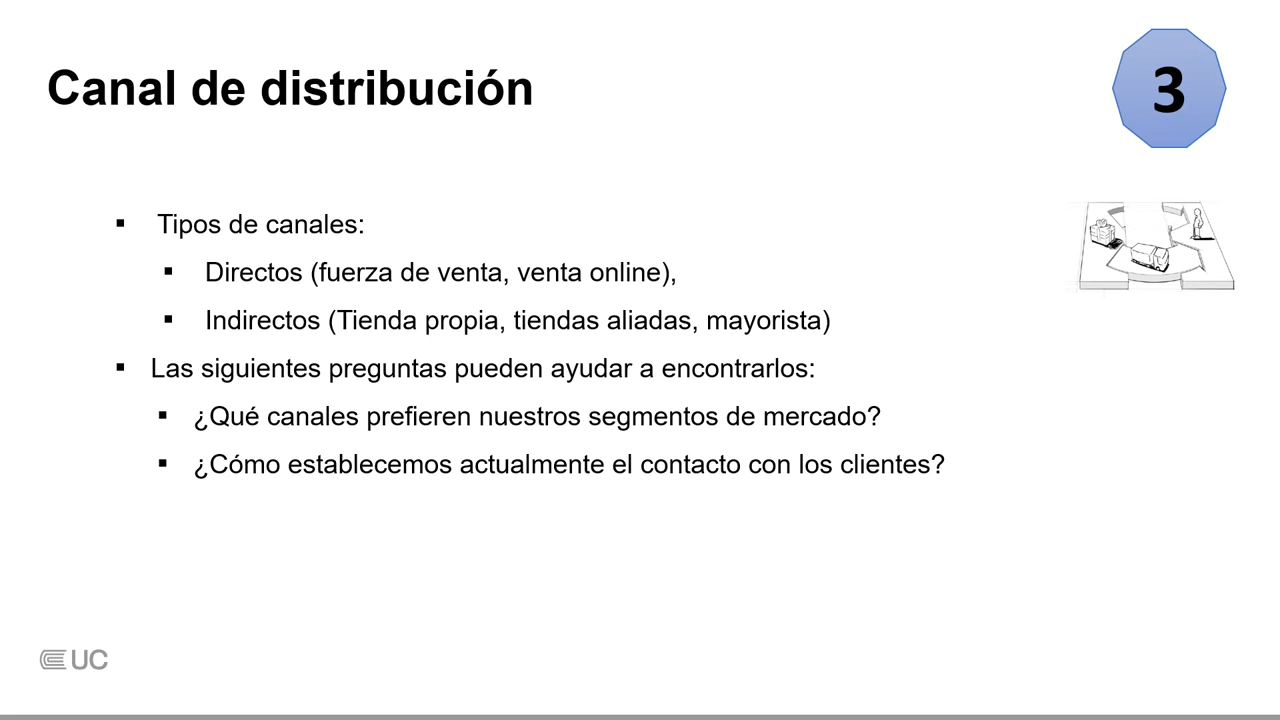 Canal de distribución
3
▪ Tipos de canales:
▪ Directos (fuerza de venta, venta online),
▪ Indirectos (Tienda propia, tiendas aliadas, mayorista)
▪ Las siguientes preguntas pueden ayudar a encontrarlos:
▪ ¿Qué canales prefieren nuestros segmentos de mercado?
▪ ¿Cómo establecemos actualmente el contacto con los clientes?
UC